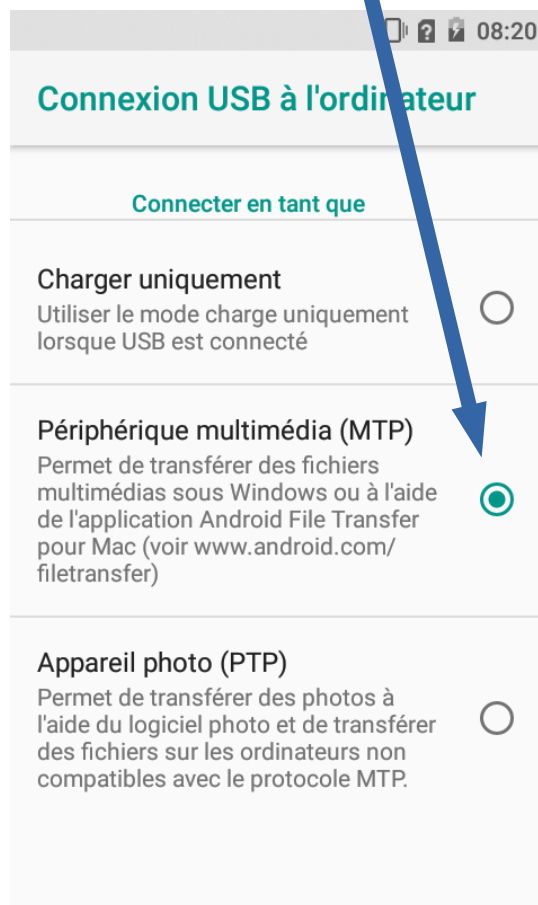 08:20
Connexion USB à l'ordinateur
Connecter en tant que
Charger uniquement
Utiliser le mode charge uniquement
lorsque USB est connecté
Périphérique multimédia (MTP)
Permet de transférer des fichiers
multimédias sous Windows ou à l'aide
de l'application Android File Transfer
pour Mac (voir www.android.com/
filetransfer)
Appareil photo (PTP)
Permet de transférer des photos à
l'aide du logiciel photo et de transférer
des fichiers sur les ordinateurs non
compatibles avec le protocole MTP.